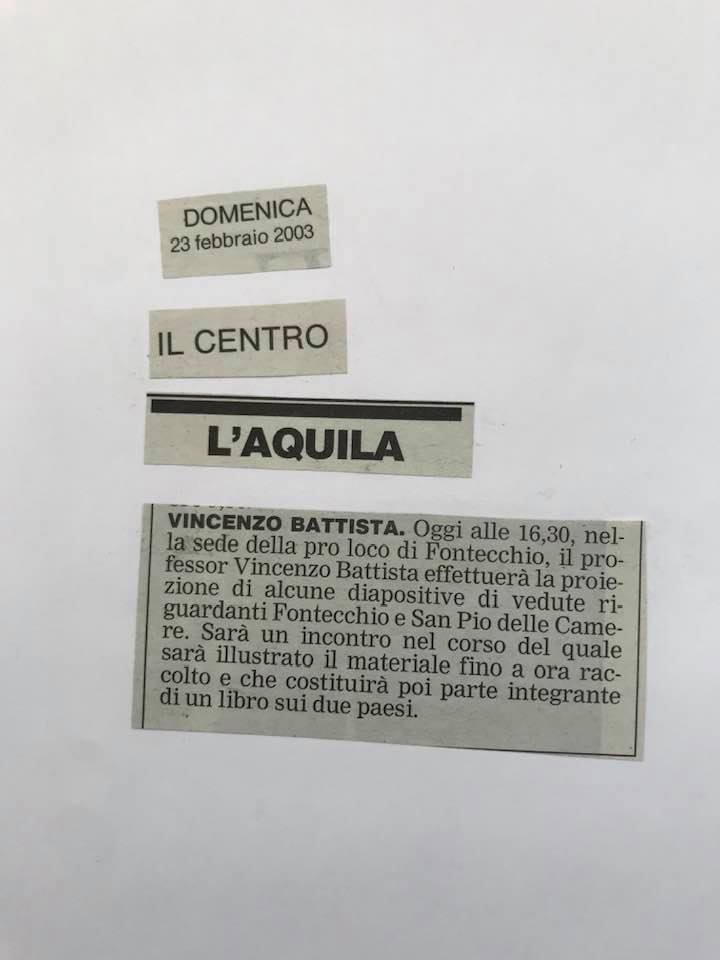 DOMENICA
23 febbraio 2003
IL CENTRO
L'AQUILA
VINCENZO BATTISTA. Oggi alle 16,30, nel-
la sede della pro loco di Fontecchio, il pro-
fessor Vincenzo Battista effettuerà la proie-
zione di alcune diapositive di vedute ri-
guardanti Fontecchio e San Pio delle Came-
re. Sarà un incontro nel corso del quale
sarà illustrato il materiale fino a ora rac-
colto e che costituirà poi parte integrante
di un libro sui due paesi.